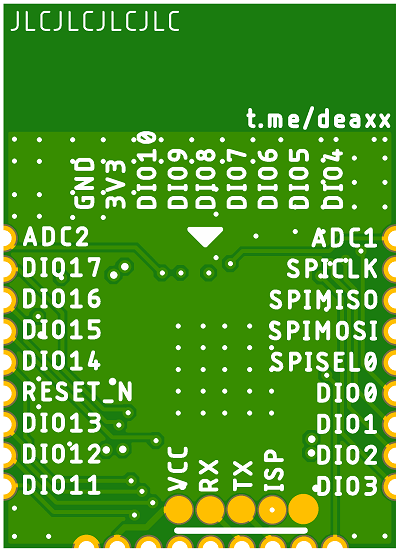 JLCJLCJLCJLC
t.me/deaxx
GND 3V3 DIO10 DIO9 DIO8 DIO7 DIO6 DIO5 DIO4
ADC2 ADC1
DIO17 SPICLK
DIO16 SPIMISO
DIO15 SPIMOSI
DIO14 SPISEL0
RESET_N DIO0
DIO13 DIO1
DIO12 DIO2
DIO11 DIO3
VCC RX TX ISP